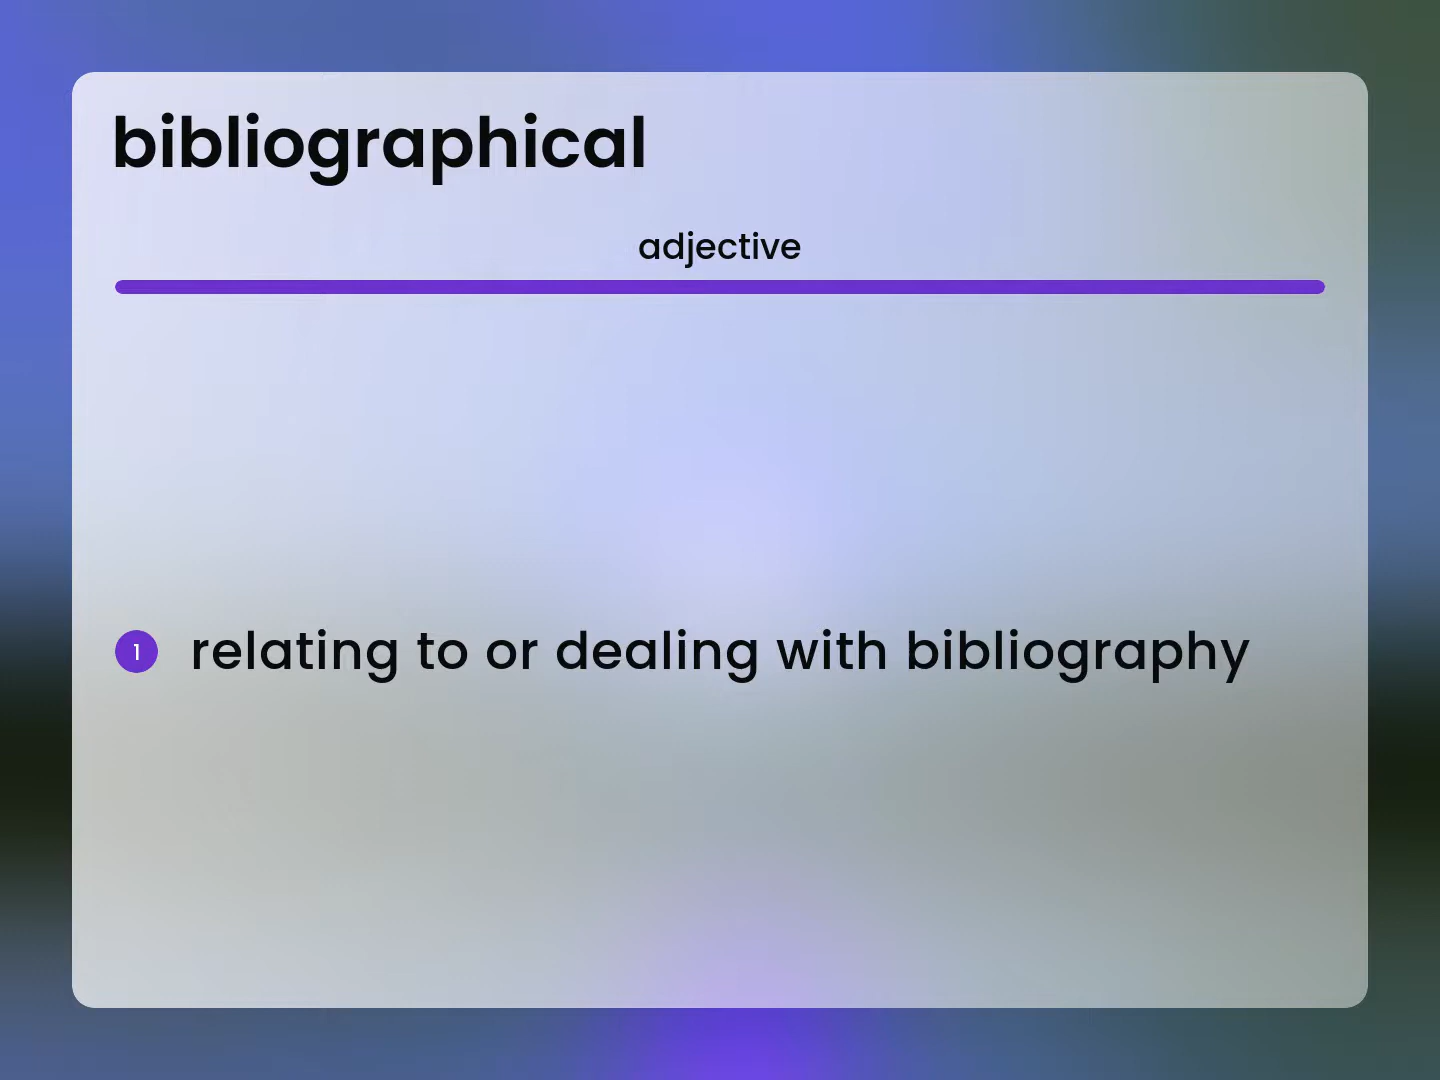 bibliographical
adjective
1 relating to or dealing with bibliography